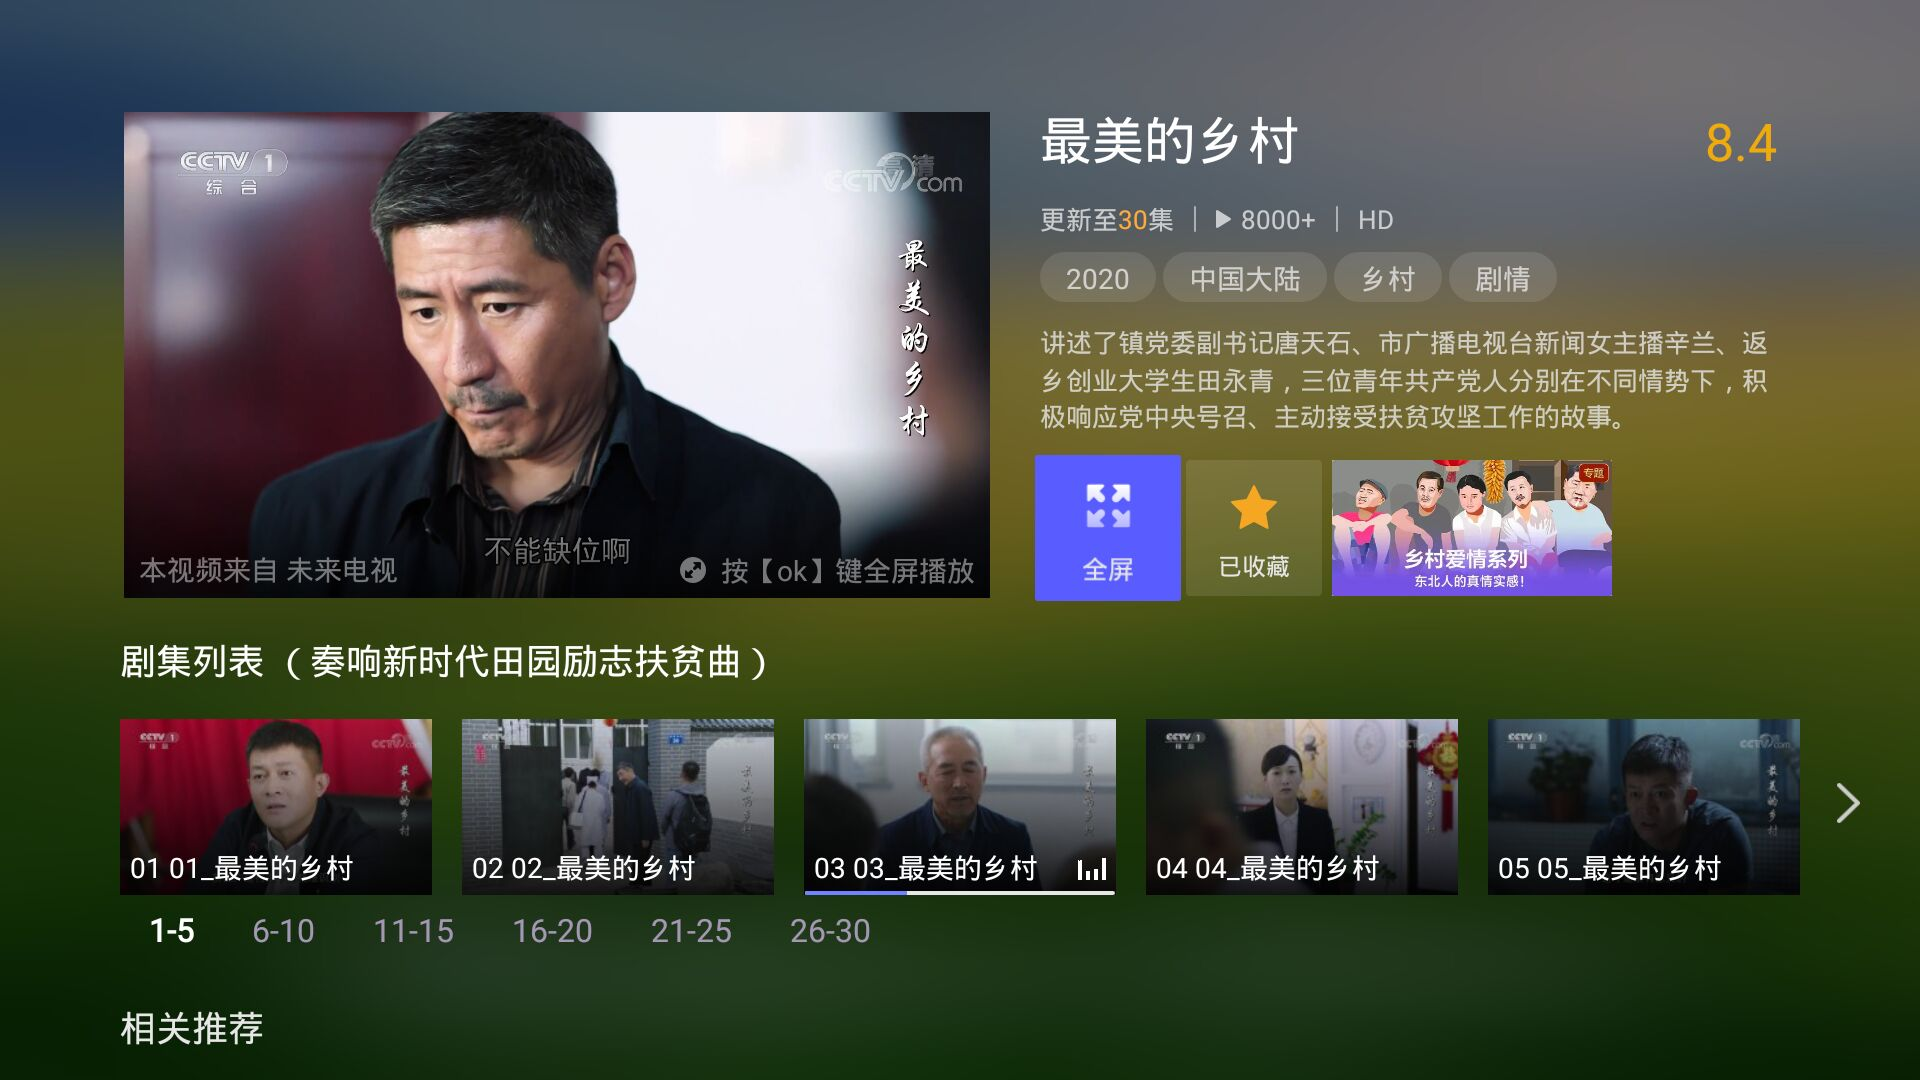 CCTV 1
综合
高清
CCTV.com
最美的乡村
不能缺位啊
本视频来自 未来电视
按【ok】键全屏播放
最美的乡村
8.4
更新至30集 | 8000+ | HD
2020 中国大陆 乡村 剧情
讲述了镇党委副书记唐天石、市广播电视台新闻女主播辛兰、返
乡创业大学生田永青，三位青年共产党人分别在不同情势下，积
极响应党中央号召、主动接受扶贫攻坚工作的故事。
全屏
已收藏
专题
乡村爱情系列
东北人的真情实感！
剧集列表 （奏响新时代田园励志扶贫曲）
01 01_最美的乡村
02 02_最美的乡村
03 03_最美的乡村
04 04_最美的乡村
05 05_最美的乡村
1-5 6-10 11-15 16-20 21-25 26-30
相关推荐